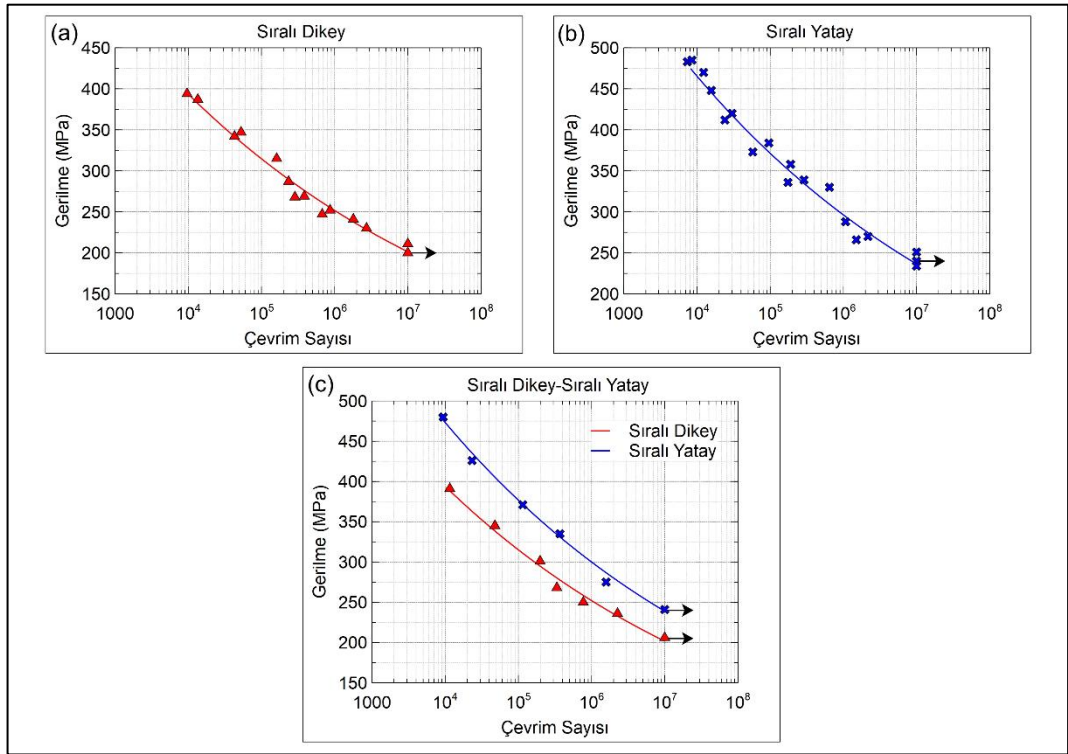 (a) Sıralı Dikey
450
400
350
300
250
200
150
Gerilme (MPa)
1000 10⁴ 10⁵ 10⁶ 10⁷ 10⁸
Çevrim Sayısı
(b) Sıralı Yatay
500
450
400
350
300
250
200
Gerilme (MPa)
1000 10⁴ 10⁵ 10⁶ 10⁷ 10⁸
Çevrim Sayısı
(c) Sıralı Dikey-Sıralı Yatay
500
450
400
350
300
250
200
150
Gerilme (MPa)
Sıralı Dikey
Sıralı Yatay
1000 10⁴ 10⁵ 10⁶ 10⁷ 10⁸
Çevrim Sayısı